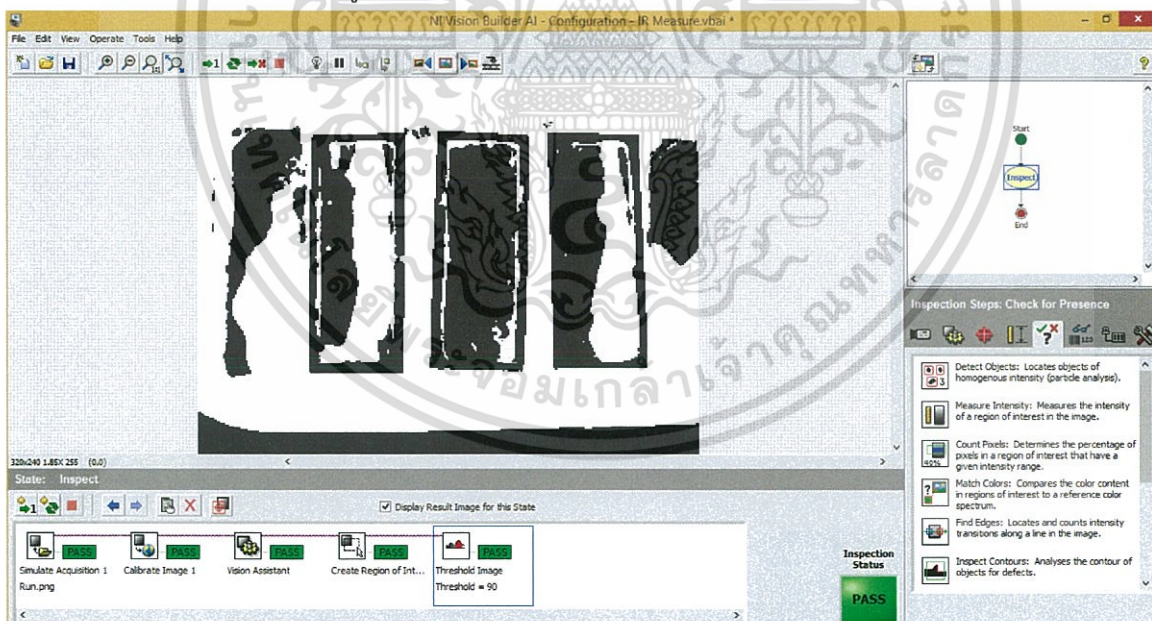 NI Vision Builder AI - Configuration - IR Measure.vbai *
File Edit View Operate Tools Help
Start
Inspect
End
Inspection Steps: Check for Presence
Detect Objects: Locates objects of
homogenous intensity (particle analysis).
Measure Intensity: Measures the intensity
of a region of interest in the image.
Count Pixels: Determines the percentage of
pixels in a region of interest that have a
given intensity range.
Match Colors: Compares the color content
in regions of interest to a reference color
spectrum.
Find Edges: Locates and counts intensity
transitions along a line in the image.
Inspect Contours: Analyses the contour of
objects for defects.
320x240 1.85X 255 (0,0)
State: Inspect
Display Result Image for this State
PASS PASS PASS PASS PASS
Simulate Acquisition 1 Calibrate Image 1 Vision Assistant Create Region of Int... Threshold Image
Run.png Threshold = 90
Inspection
Status
PASS